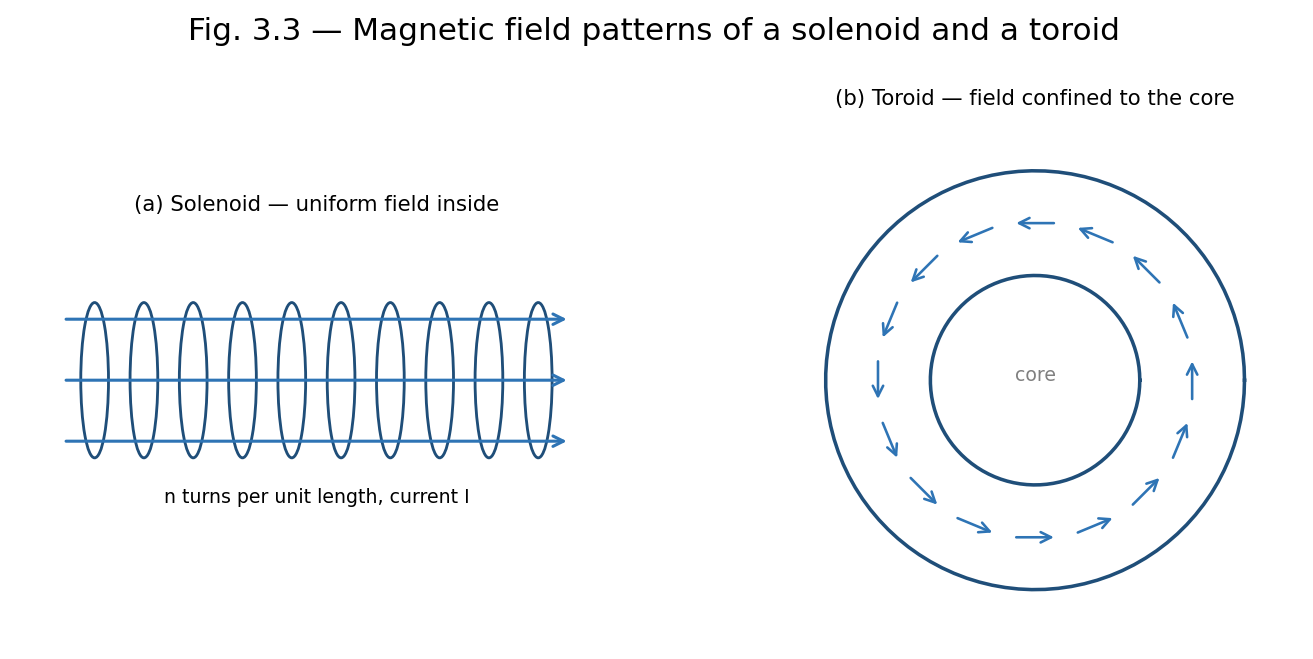 Fig. 3.3 — Magnetic field patterns of a solenoid and a toroid
(a) Solenoid — uniform field inside
n turns per unit length, current I
(b) Toroid — field confined to the core
core